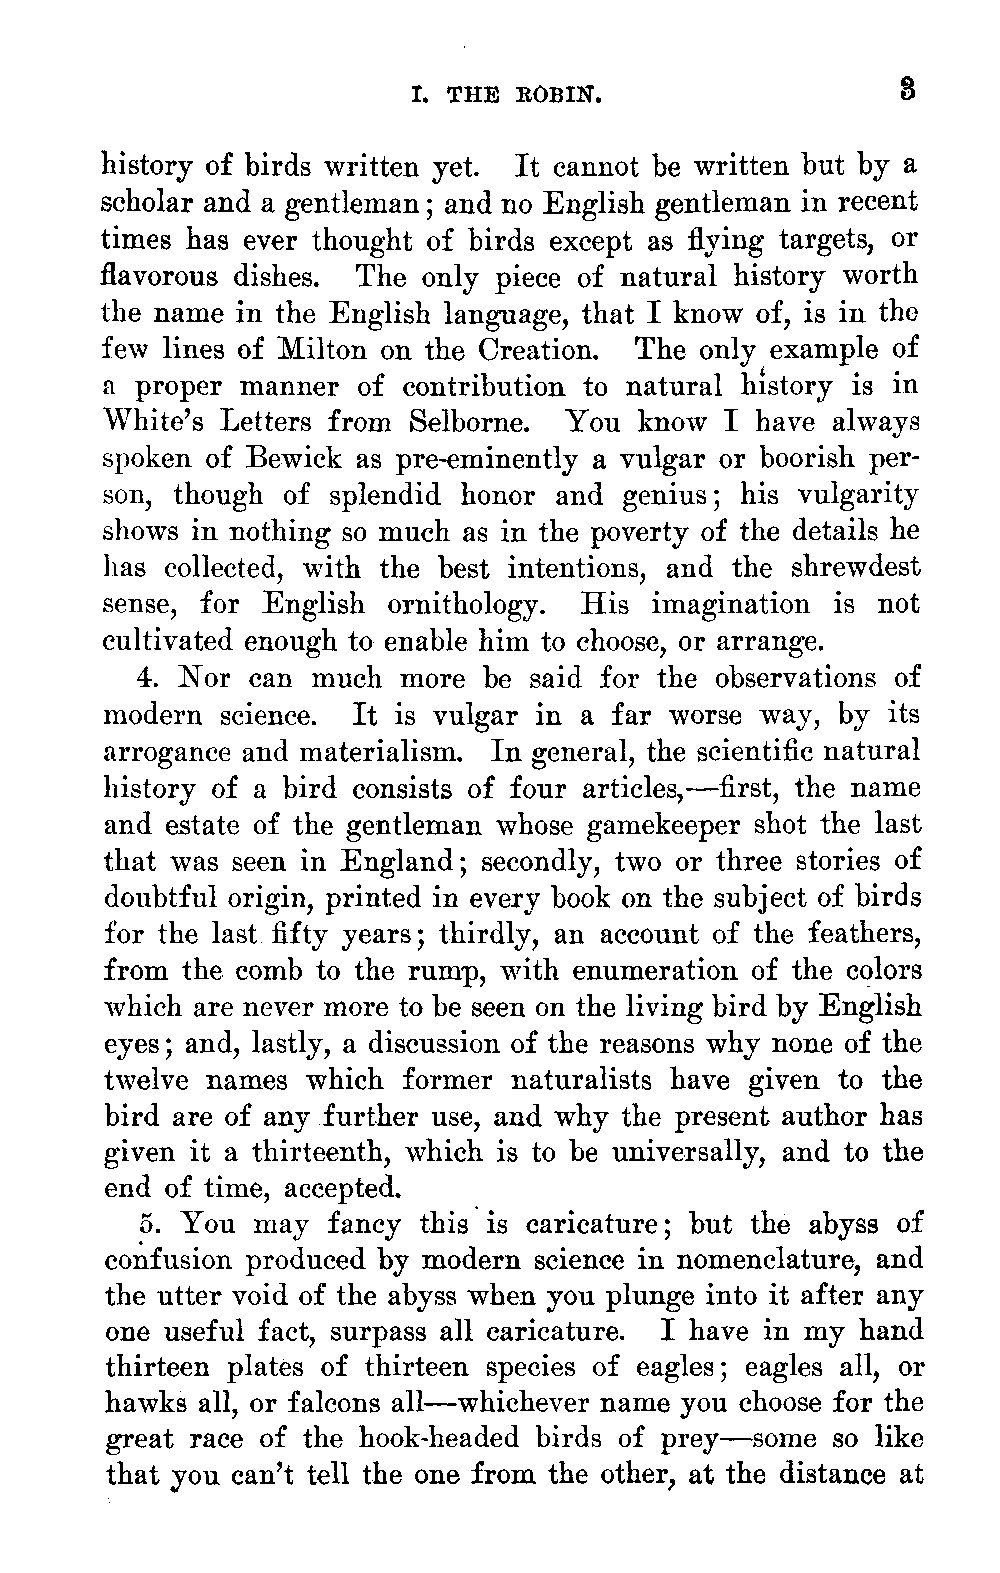 I. THE ROBIN. 3
history of birds written yet. It cannot be written but by a
scholar and a gentleman; and no English gentleman in recent
times has ever thought of birds except as flying targets, or
flavorous dishes. The only piece of natural history worth
the name in the English language, that I know of, is in the
few lines of Milton on the Creation. The only example of
a proper manner of contribution to natural history is in
White's Letters from Selborne. You know I have always
spoken of Bewick as pre-eminently a vulgar or boorish per-
son, though of splendid honor and genius; his vulgarity
shows in nothing so much as in the poverty of the details he
has collected, with the best intentions, and the shrewdest
sense, for English ornithology. His imagination is not
cultivated enough to enable him to choose, or arrange.
4. Nor can much more be said for the observations of
modern science. It is vulgar in a far worse way, by its
arrogance and materialism. In general, the scientific natural
history of a bird consists of four articles,—first, the name
and estate of the gentleman whose gamekeeper shot the last
that was seen in England; secondly, two or three stories of
doubtful origin, printed in every book on the subject of birds
for the last fifty years; thirdly, an account of the feathers,
from the comb to the rump, with enumeration of the colors
which are never more to be seen on the living bird by English
eyes; and, lastly, a discussion of the reasons why none of the
twelve names which former naturalists have given to the
bird are of any further use, and why the present author has
given it a thirteenth, which is to be universally, and to the
end of time, accepted.
5. You may fancy this is caricature; but the abyss of
confusion produced by modern science in nomenclature, and
the utter void of the abyss when you plunge into it after any
one useful fact, surpass all caricature. I have in my hand
thirteen plates of thirteen species of eagles; eagles all, or
hawks all, or falcons all—whichever name you choose for the
great race of the hook-headed birds of prey—some so like
that you can't tell the one from the other, at the distance at